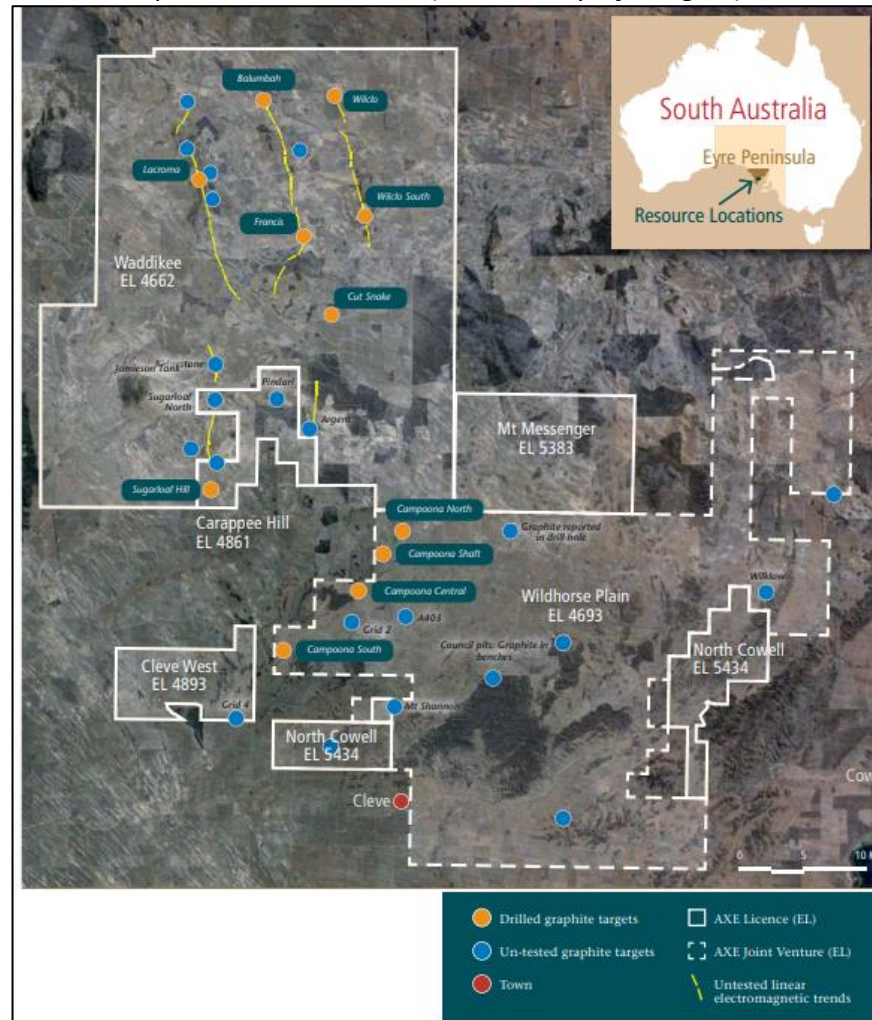 South Australia
Eyre Peninsula
Resource Locations
Balumbah
Wilclo
Lacroma
Wilclo South
Francis
Waddikee
EL 4662
Cut Snake
Jamieson Tank
Pindari
Sugarloaf
North
Argent
Mt Messenger
EL 5383
Sugarloaf Hill
Carappee Hill
EL 4861
Campoona North
Graphite reported
in drill hole
Campoona Shaft
Campoona Central
Wildhorse Plain
EL 4693
Wilklow
A403
Grid 2
Campoona South
Council pits: Graphite in
benches
North Cowell
EL 5434
Cleve West
EL 4893
Grid 4
Mt Shannon
North Cowell
EL 5434
Cleve
Cow
0 5 10 K
Drilled graphite targets
AXE Licence (EL)
Un-tested graphite targets
AXE Joint Venture (EL)
Town
Untested linear
electromagnetic trends